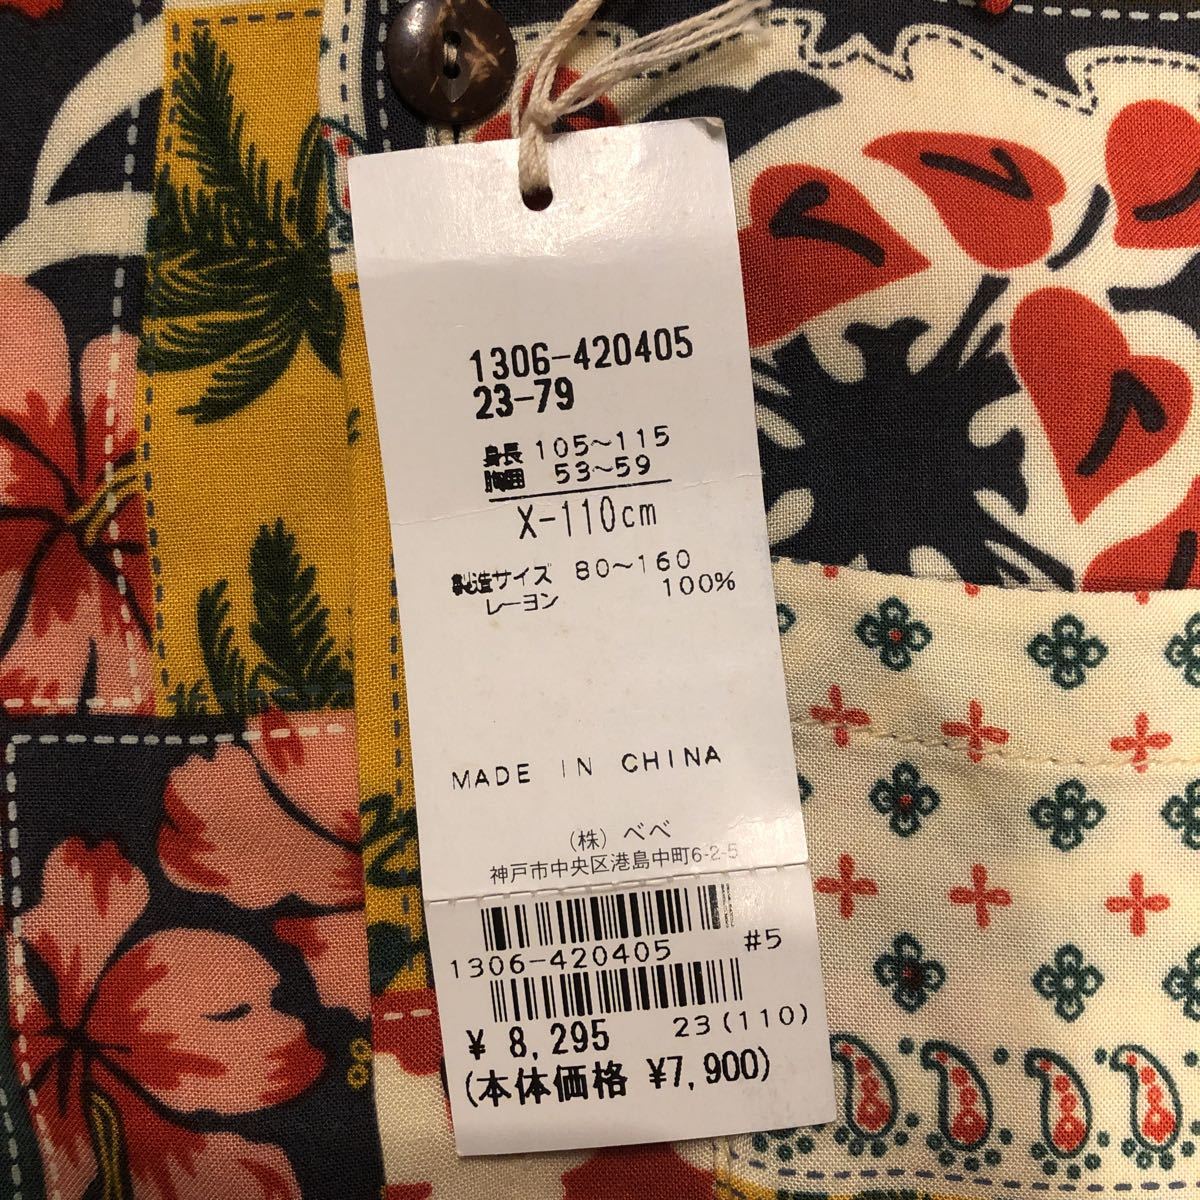 1306-420405
23-79
身長 105~115
胸囲 53~59
X-110cm
製造サイズ 80~160
レーヨン 100%
MADE IN CHINA
(株) べべ
神戸市中央区港島中町6-2-5
1306-420405 #5
¥ 8,295 23(110)
(本体価格 ¥7,900)